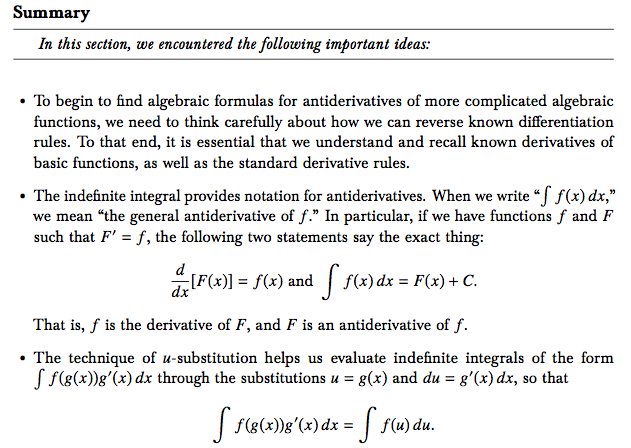 Summary
In this section, we encountered the following important ideas:
• To begin to find algebraic formulas for antiderivatives of more complicated algebraic
functions, we need to think carefully about how we can reverse known differentiation
rules. To that end, it is essential that we understand and recall known derivatives of
basic functions, as well as the standard derivative rules.
• The indefinite integral provides notation for antiderivatives. When we write “∫ f(x) dx,”
we mean “the general antiderivative of f.” In particular, if we have functions f and F
such that F′ = f, the following two statements say the exact thing:
d/dx [F(x)] = f(x) and ∫ f(x) dx = F(x) + C.
That is, f is the derivative of F, and F is an antiderivative of f.
• The technique of u-substitution helps us evaluate indefinite integrals of the form
∫ f(g(x))g′(x) dx through the substitutions u = g(x) and du = g′(x) dx, so that
∫ f(g(x))g′(x) dx = ∫ f(u) du.